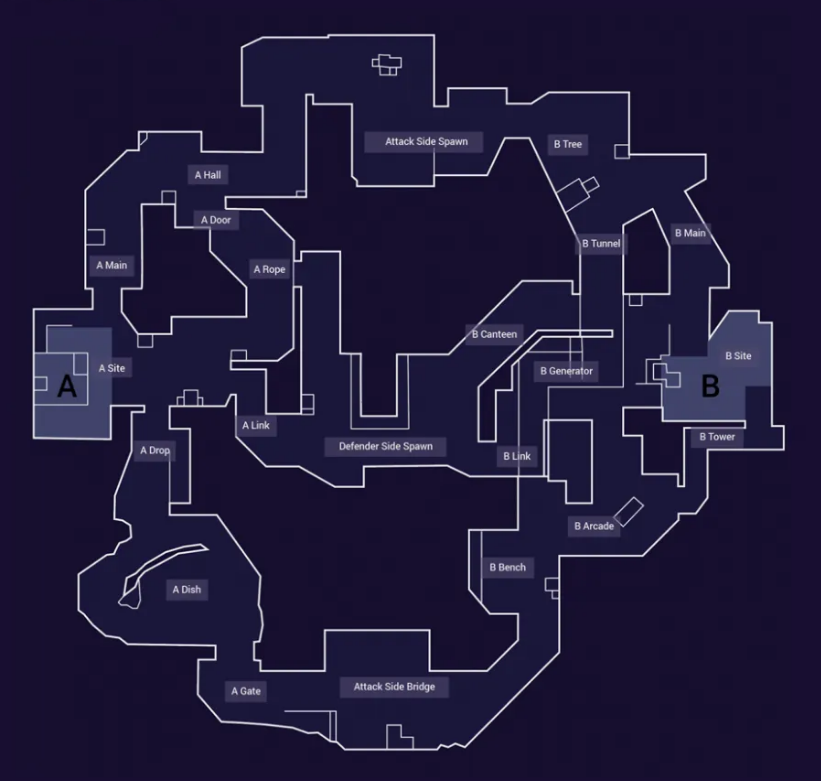 Attack Side Spawn
B Tree
A Hall
A Door
B Main
B Tunnel
A Main
A Rope
B Canteen
B Site
A Site
B Generator
A
B
A Link
B Tower
Defender Side Spawn
A Drop
B Link
B Arcade
B Bench
A Dish
Attack Side Bridge
A Gate